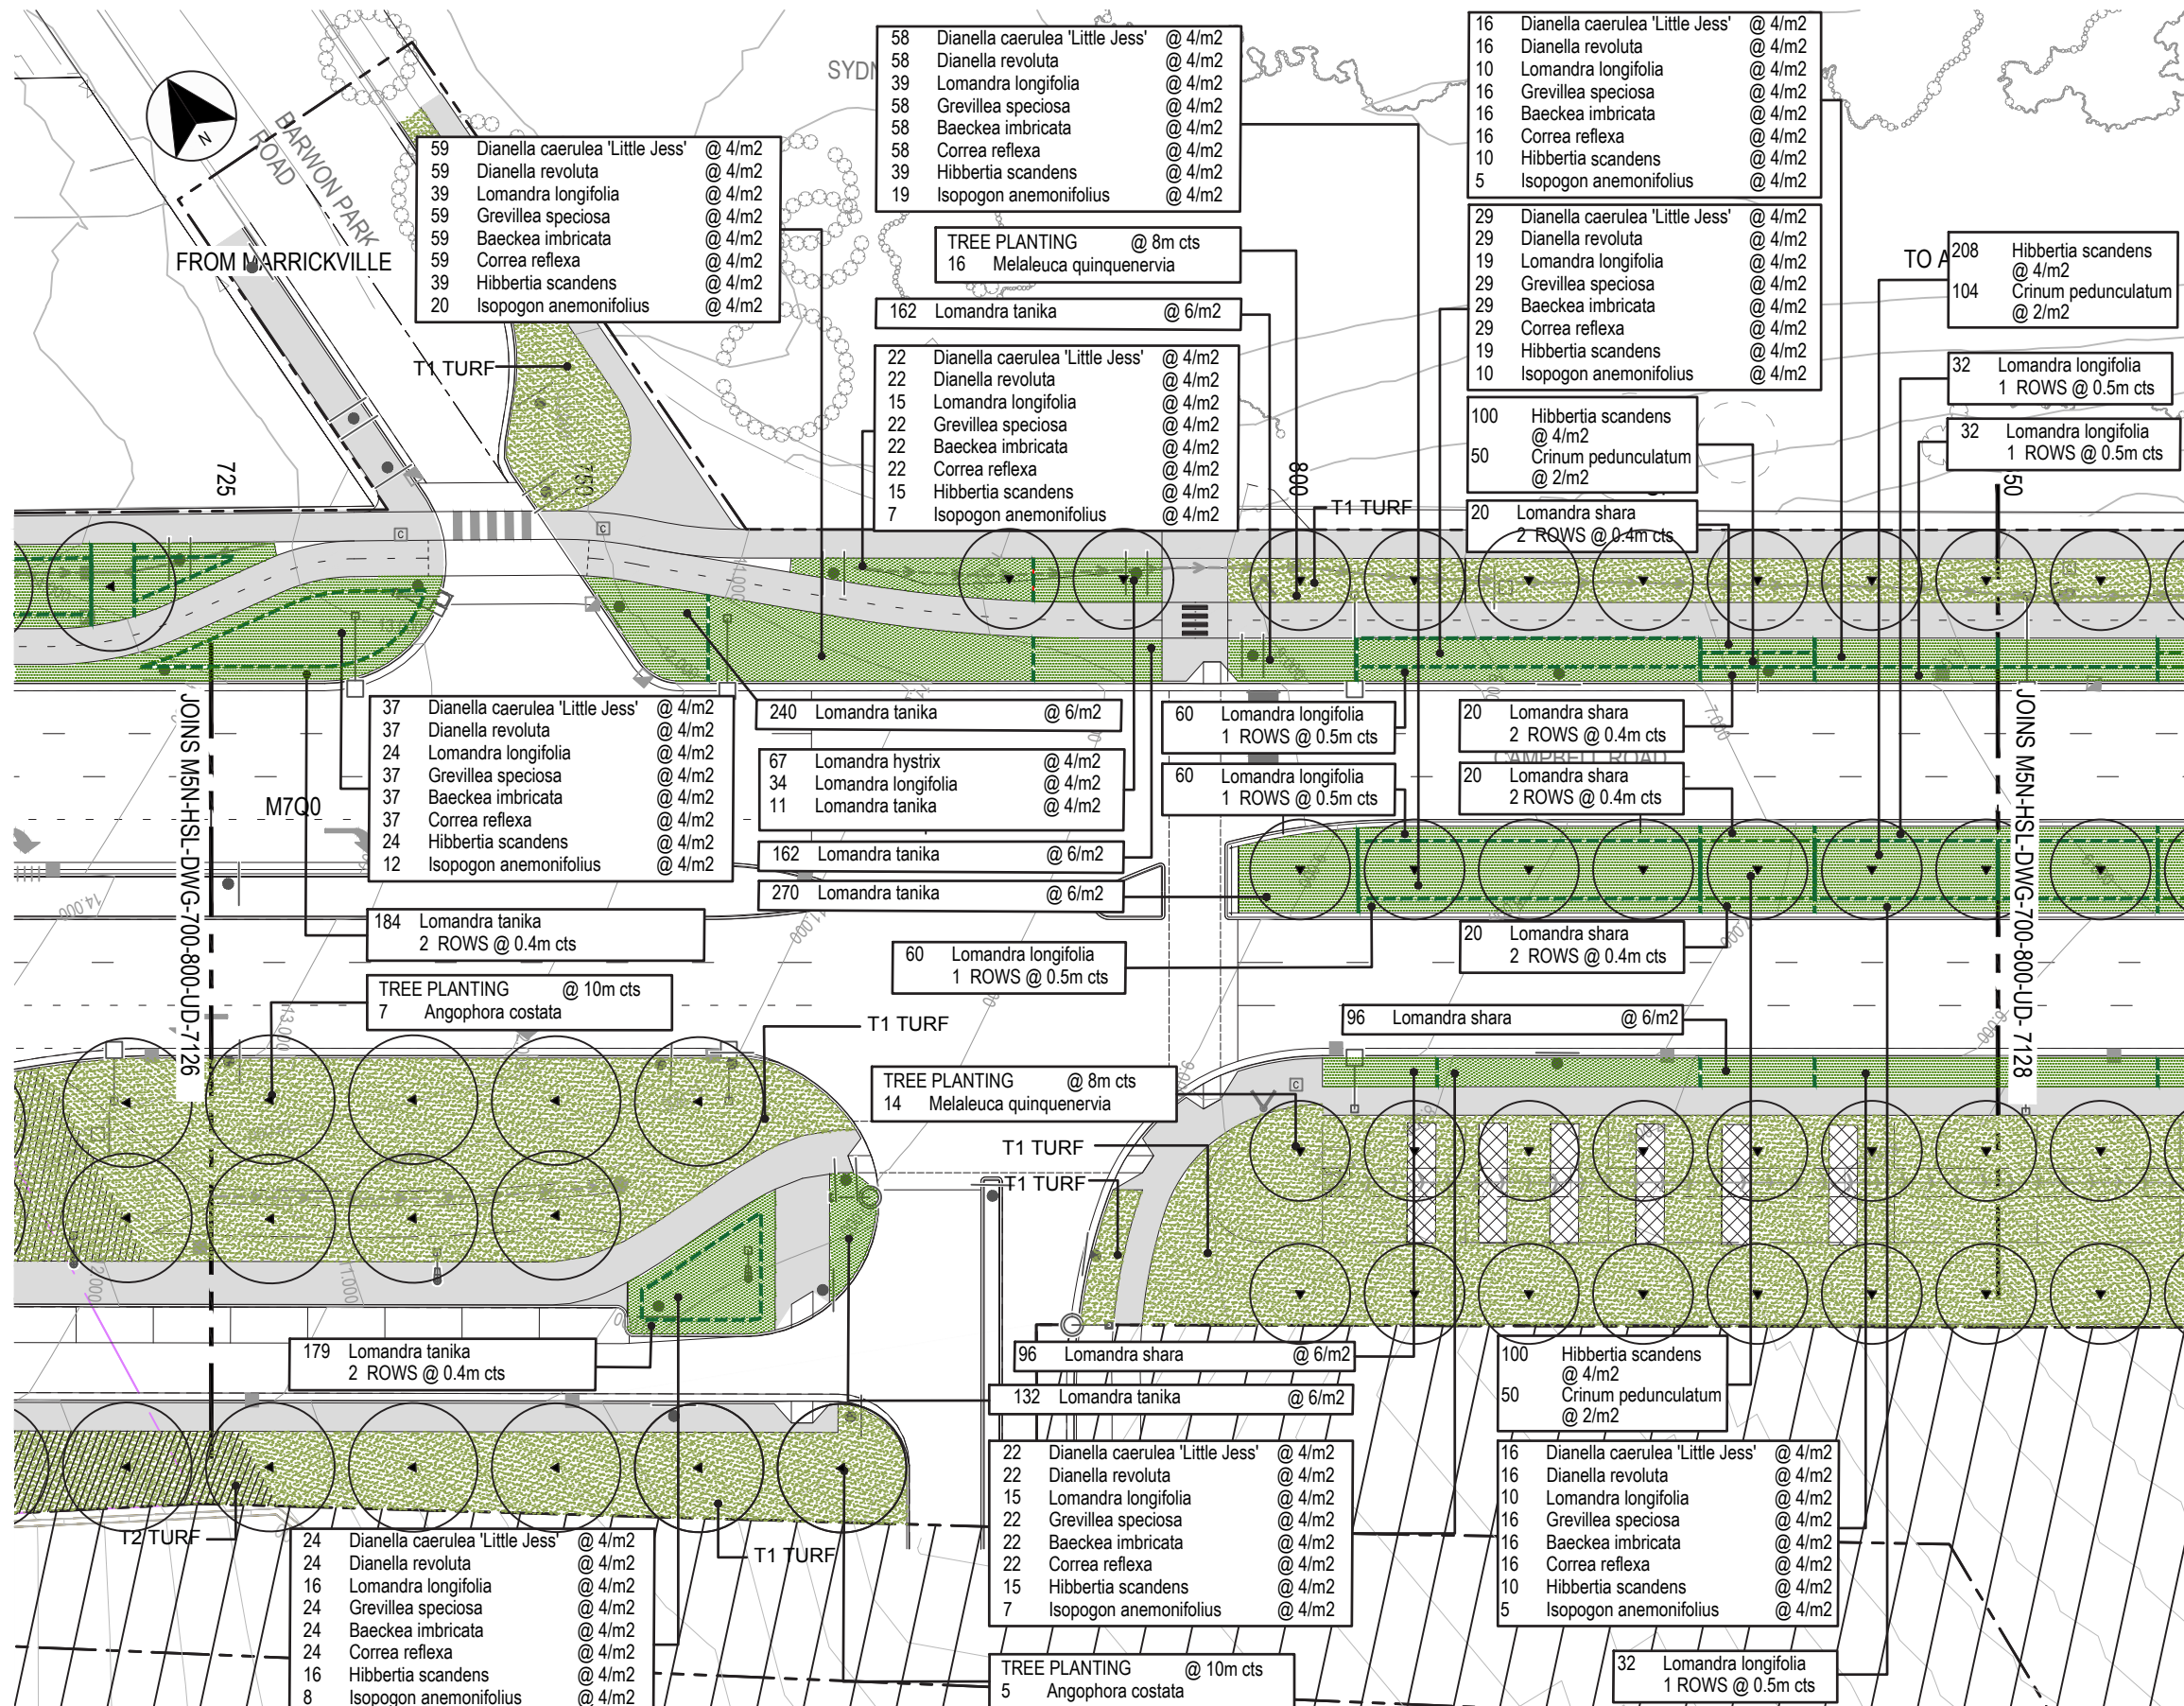 58 Dianella caerulea 'Little Jess' @ 4/m2
58 Dianella revoluta @ 4/m2
39 Lomandra longifolia @ 4/m2
58 Grevillea speciosa @ 4/m2
58 Baeckea imbricata @ 4/m2
58 Correa reflexa @ 4/m2
39 Hibbertia scandens @ 4/m2
19 Isopogon anemonifolius @ 4/m2
16 Dianella caerulea 'Little Jess' @ 4/m2
16 Dianella revoluta @ 4/m2
10 Lomandra longifolia @ 4/m2
16 Grevillea speciosa @ 4/m2
16 Baeckea imbricata @ 4/m2
16 Correa reflexa @ 4/m2
10 Hibbertia scandens @ 4/m2
5 Isopogon anemonifolius @ 4/m2
SYDN
N
BARWON PARK
ROAD
FROM MARRICKVILLE
59 Dianella caerulea 'Little Jess' @ 4/m2
59 Dianella revoluta @ 4/m2
39 Lomandra longifolia @ 4/m2
59 Grevillea speciosa @ 4/m2
59 Baeckea imbricata @ 4/m2
59 Correa reflexa @ 4/m2
39 Hibbertia scandens @ 4/m2
20 Isopogon anemonifolius @ 4/m2
TREE PLANTING @ 8m cts
16 Melaleuca quinquenervia
162 Lomandra tanika @ 6/m2
22 Dianella caerulea 'Little Jess' @ 4/m2
22 Dianella revoluta @ 4/m2
15 Lomandra longifolia @ 4/m2
22 Grevillea speciosa @ 4/m2
22 Baeckea imbricata @ 4/m2
22 Correa reflexa @ 4/m2
15 Hibbertia scandens @ 4/m2
7 Isopogon anemonifolius @ 4/m2
29 Dianella caerulea 'Little Jess' @ 4/m2
29 Dianella revoluta @ 4/m2
19 Lomandra longifolia @ 4/m2
29 Grevillea speciosa @ 4/m2
29 Baeckea imbricata @ 4/m2
29 Correa reflexa @ 4/m2
19 Hibbertia scandens @ 4/m2
10 Isopogon anemonifolius @ 4/m2
TO A
208 Hibbertia scandens
@ 4/m2
104 Crinum pedunculatum
@ 2/m2
32 Lomandra longifolia
1 ROWS @ 0.5m cts
32 Lomandra longifolia
1 ROWS @ 0.5m cts
100 Hibbertia scandens
@ 4/m2
50 Crinum pedunculatum
@ 2/m2
20 Lomandra shara
2 ROWS @ 0.4m cts
T1 TURF
725
750
800
50
T1 TURF
C
C
12.000
7.000
JOINS M5N-HSL-DWG-700-800-UD-7126
JOINS M5N-HSL-DWG-700-800-UD- 7128
37 Dianella caerulea 'Little Jess' @ 4/m2
37 Dianella revoluta @ 4/m2
24 Lomandra longifolia @ 4/m2
37 Grevillea speciosa @ 4/m2
37 Baeckea imbricata @ 4/m2
37 Correa reflexa @ 4/m2
24 Hibbertia scandens @ 4/m2
12 Isopogon anemonifolius @ 4/m2
240 Lomandra tanika @ 6/m2
67 Lomandra hystrix @ 4/m2
34 Lomandra longifolia @ 4/m2
11 Lomandra tanika @ 4/m2
162 Lomandra tanika @ 6/m2
270 Lomandra tanika @ 6/m2
60 Lomandra longifolia
1 ROWS @ 0.5m cts
60 Lomandra longifolia
1 ROWS @ 0.5m cts
20 Lomandra shara
2 ROWS @ 0.4m cts
CAMPBELL ROAD
20 Lomandra shara
2 ROWS @ 0.4m cts
M7Q0
14.000
11.000
184 Lomandra tanika
2 ROWS @ 0.4m cts
60 Lomandra longifolia
1 ROWS @ 0.5m cts
20 Lomandra shara
2 ROWS @ 0.4m cts
TREE PLANTING @ 10m cts
7 Angophora costata
13.000
T1 TURF
96 Lomandra shara @ 6/m2
6.000
TREE PLANTING @ 8m cts
14 Melaleuca quinquenervia
C
T1 TURF
T1 TURF
11.000
179 Lomandra tanika
2 ROWS @ 0.4m cts
96 Lomandra shara @ 6/m2
132 Lomandra tanika @ 6/m2
100 Hibbertia scandens
@ 4/m2
50 Crinum pedunculatum
@ 2/m2
22 Dianella caerulea 'Little Jess' @ 4/m2
22 Dianella revoluta @ 4/m2
15 Lomandra longifolia @ 4/m2
22 Grevillea speciosa @ 4/m2
22 Baeckea imbricata @ 4/m2
22 Correa reflexa @ 4/m2
15 Hibbertia scandens @ 4/m2
7 Isopogon anemonifolius @ 4/m2
16 Dianella caerulea 'Little Jess' @ 4/m2
16 Dianella revoluta @ 4/m2
10 Lomandra longifolia @ 4/m2
16 Grevillea speciosa @ 4/m2
16 Baeckea imbricata @ 4/m2
16 Correa reflexa @ 4/m2
10 Hibbertia scandens @ 4/m2
5 Isopogon anemonifolius @ 4/m2
T2 TURF
T1 TURF
24 Dianella caerulea 'Little Jess' @ 4/m2
24 Dianella revoluta @ 4/m2
16 Lomandra longifolia @ 4/m2
24 Grevillea speciosa @ 4/m2
24 Baeckea imbricata @ 4/m2
24 Correa reflexa @ 4/m2
16 Hibbertia scandens @ 4/m2
8 Isopogon anemonifolius @ 4/m2
TREE PLANTING @ 10m cts
5 Angophora costata
32 Lomandra longifolia
1 ROWS @ 0.5m cts